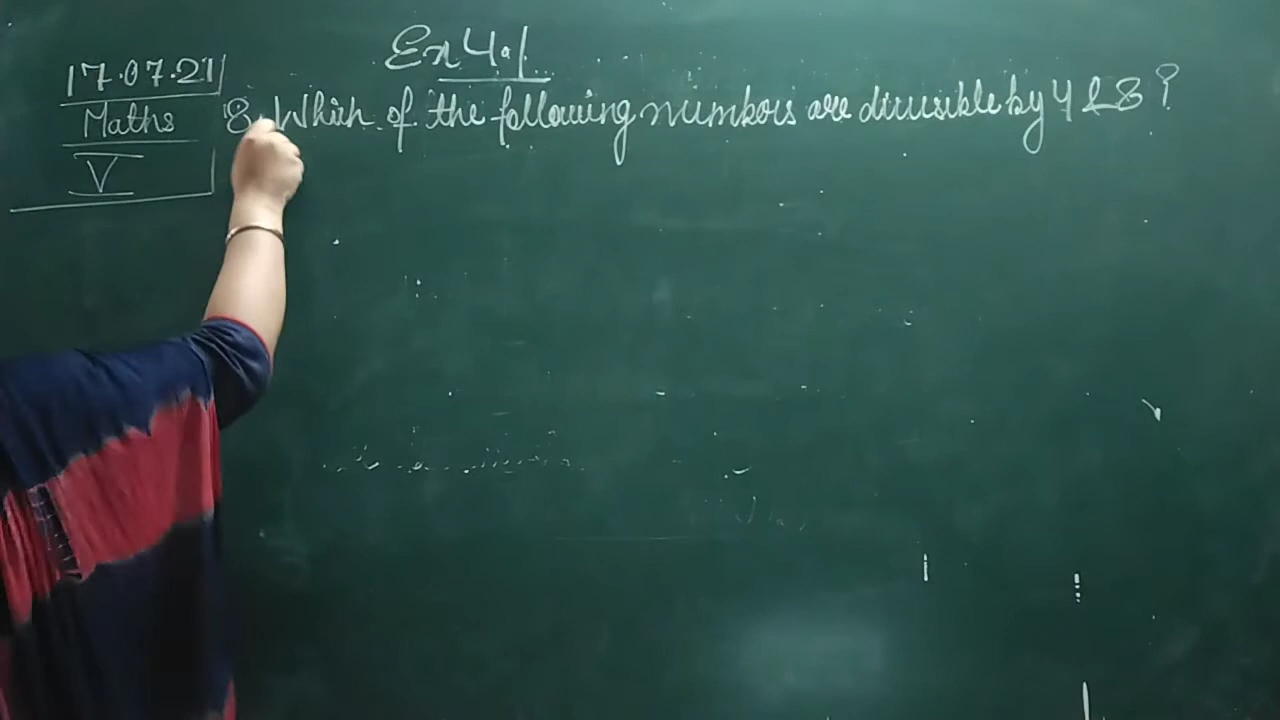 Ex 4.1
17.07.21
Maths
V
8. Which of the following numbers are divisible by 4 & 8 ?